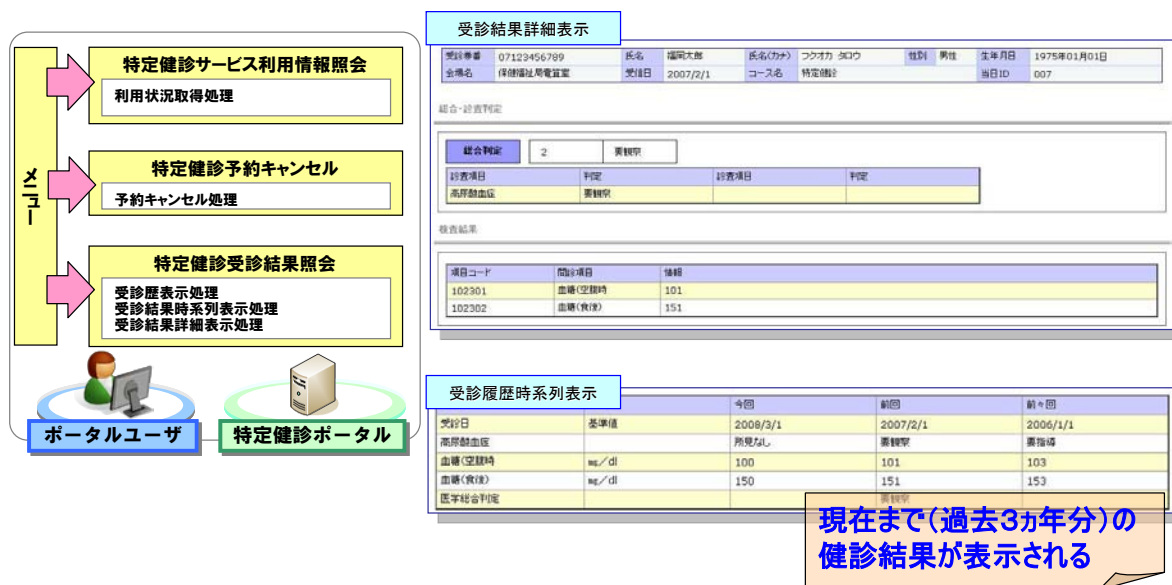 メニュー
特定健診サービス利用情報照会
利用状況取得処理
特定健診予約キャンセル
予約キャンセル処理
特定健診受診結果照会
受診歴表示処理
受診結果時系列表示処理
受診結果詳細表示処理
ポータルユーザ
特定健診ポータル
受診結果詳細表示
受診券番 07123456789 氏名 福岡太郎 氏名(カナ) フクオカ タロウ 性別 男性 生年月日 1975年01月01日
会場名 保健福祉局電算室 受信日 2007/2/1 コース名 特定健診 当日ID 007
総合・診査判定
総合判定 2 要観察
診査項目 判定 診査項目 判定
高尿酸血症 要観察
検査結果
項目コード 問診項目 情報
102301 血糖(空腹時 101
102302 血糖(食後) 151
受診履歴時系列表示
今回 前回 前々回
受診日 基準値 2008/3/1 2007/2/1 2006/1/1
高尿酸血症 所見なし 要観察 要指導
血糖(空腹時 mg/dl 100 101 103
血糖(食後) mg/dl 150 151 153
医学総合判定 要観察
現在まで(過去3ヵ年分)の
健診結果が表示される